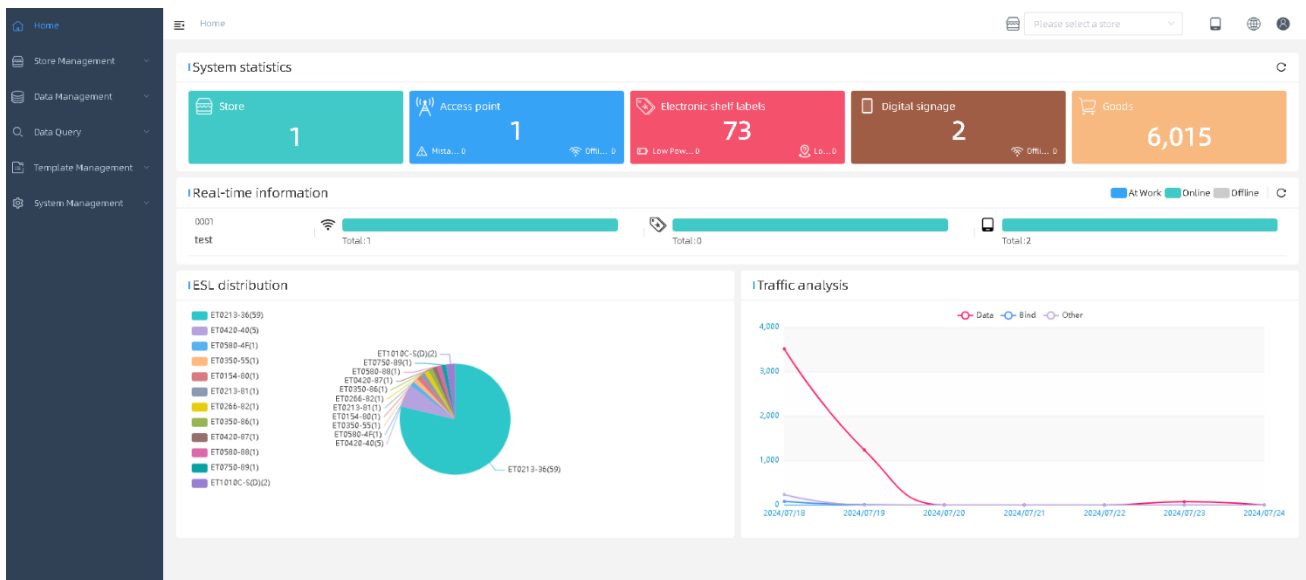 Home
Store Management
Data Management
Data Query
Template Management
System Management
Home
Please select a store
System statistics
Store
1
Access point
1
Mista... 0
Offli... 0
Electronic shelf labels
73
Low Pow... 0
Lo... 0
Digital signage
2
Offli... 0
Goods
6,015
Real-time information
At Work Online Offline
0001
test
Total:1
Total:0
Total:2
ESL distribution
ET0213-36(59)
ET0420-40(5)
ET0580-4F(1)
ET0350-55(1)
ET0154-80(1)
ET0213-81(1)
ET0266-82(1)
ET0350-86(1)
ET0420-87(1)
ET0580-88(1)
ET0750-89(1)
ET1010C-S(D)(2)
ET1010C-S(D)(2)
ET0750-89(1)
ET0580-88(1)
ET0420-87(1)
ET0350-86(1)
ET0266-82(1)
ET0213-81(1)
ET0154-80(1)
ET0350-55(1)
ET0580-4F(1)
ET0420-40(5)
ET0213-36(59)
Traffic analysis
Data Bind Other
4,000
3,000
2,000
1,000
0
2024/07/18 2024/07/19 2024/07/20 2024/07/21 2024/07/22 2024/07/23 2024/07/24